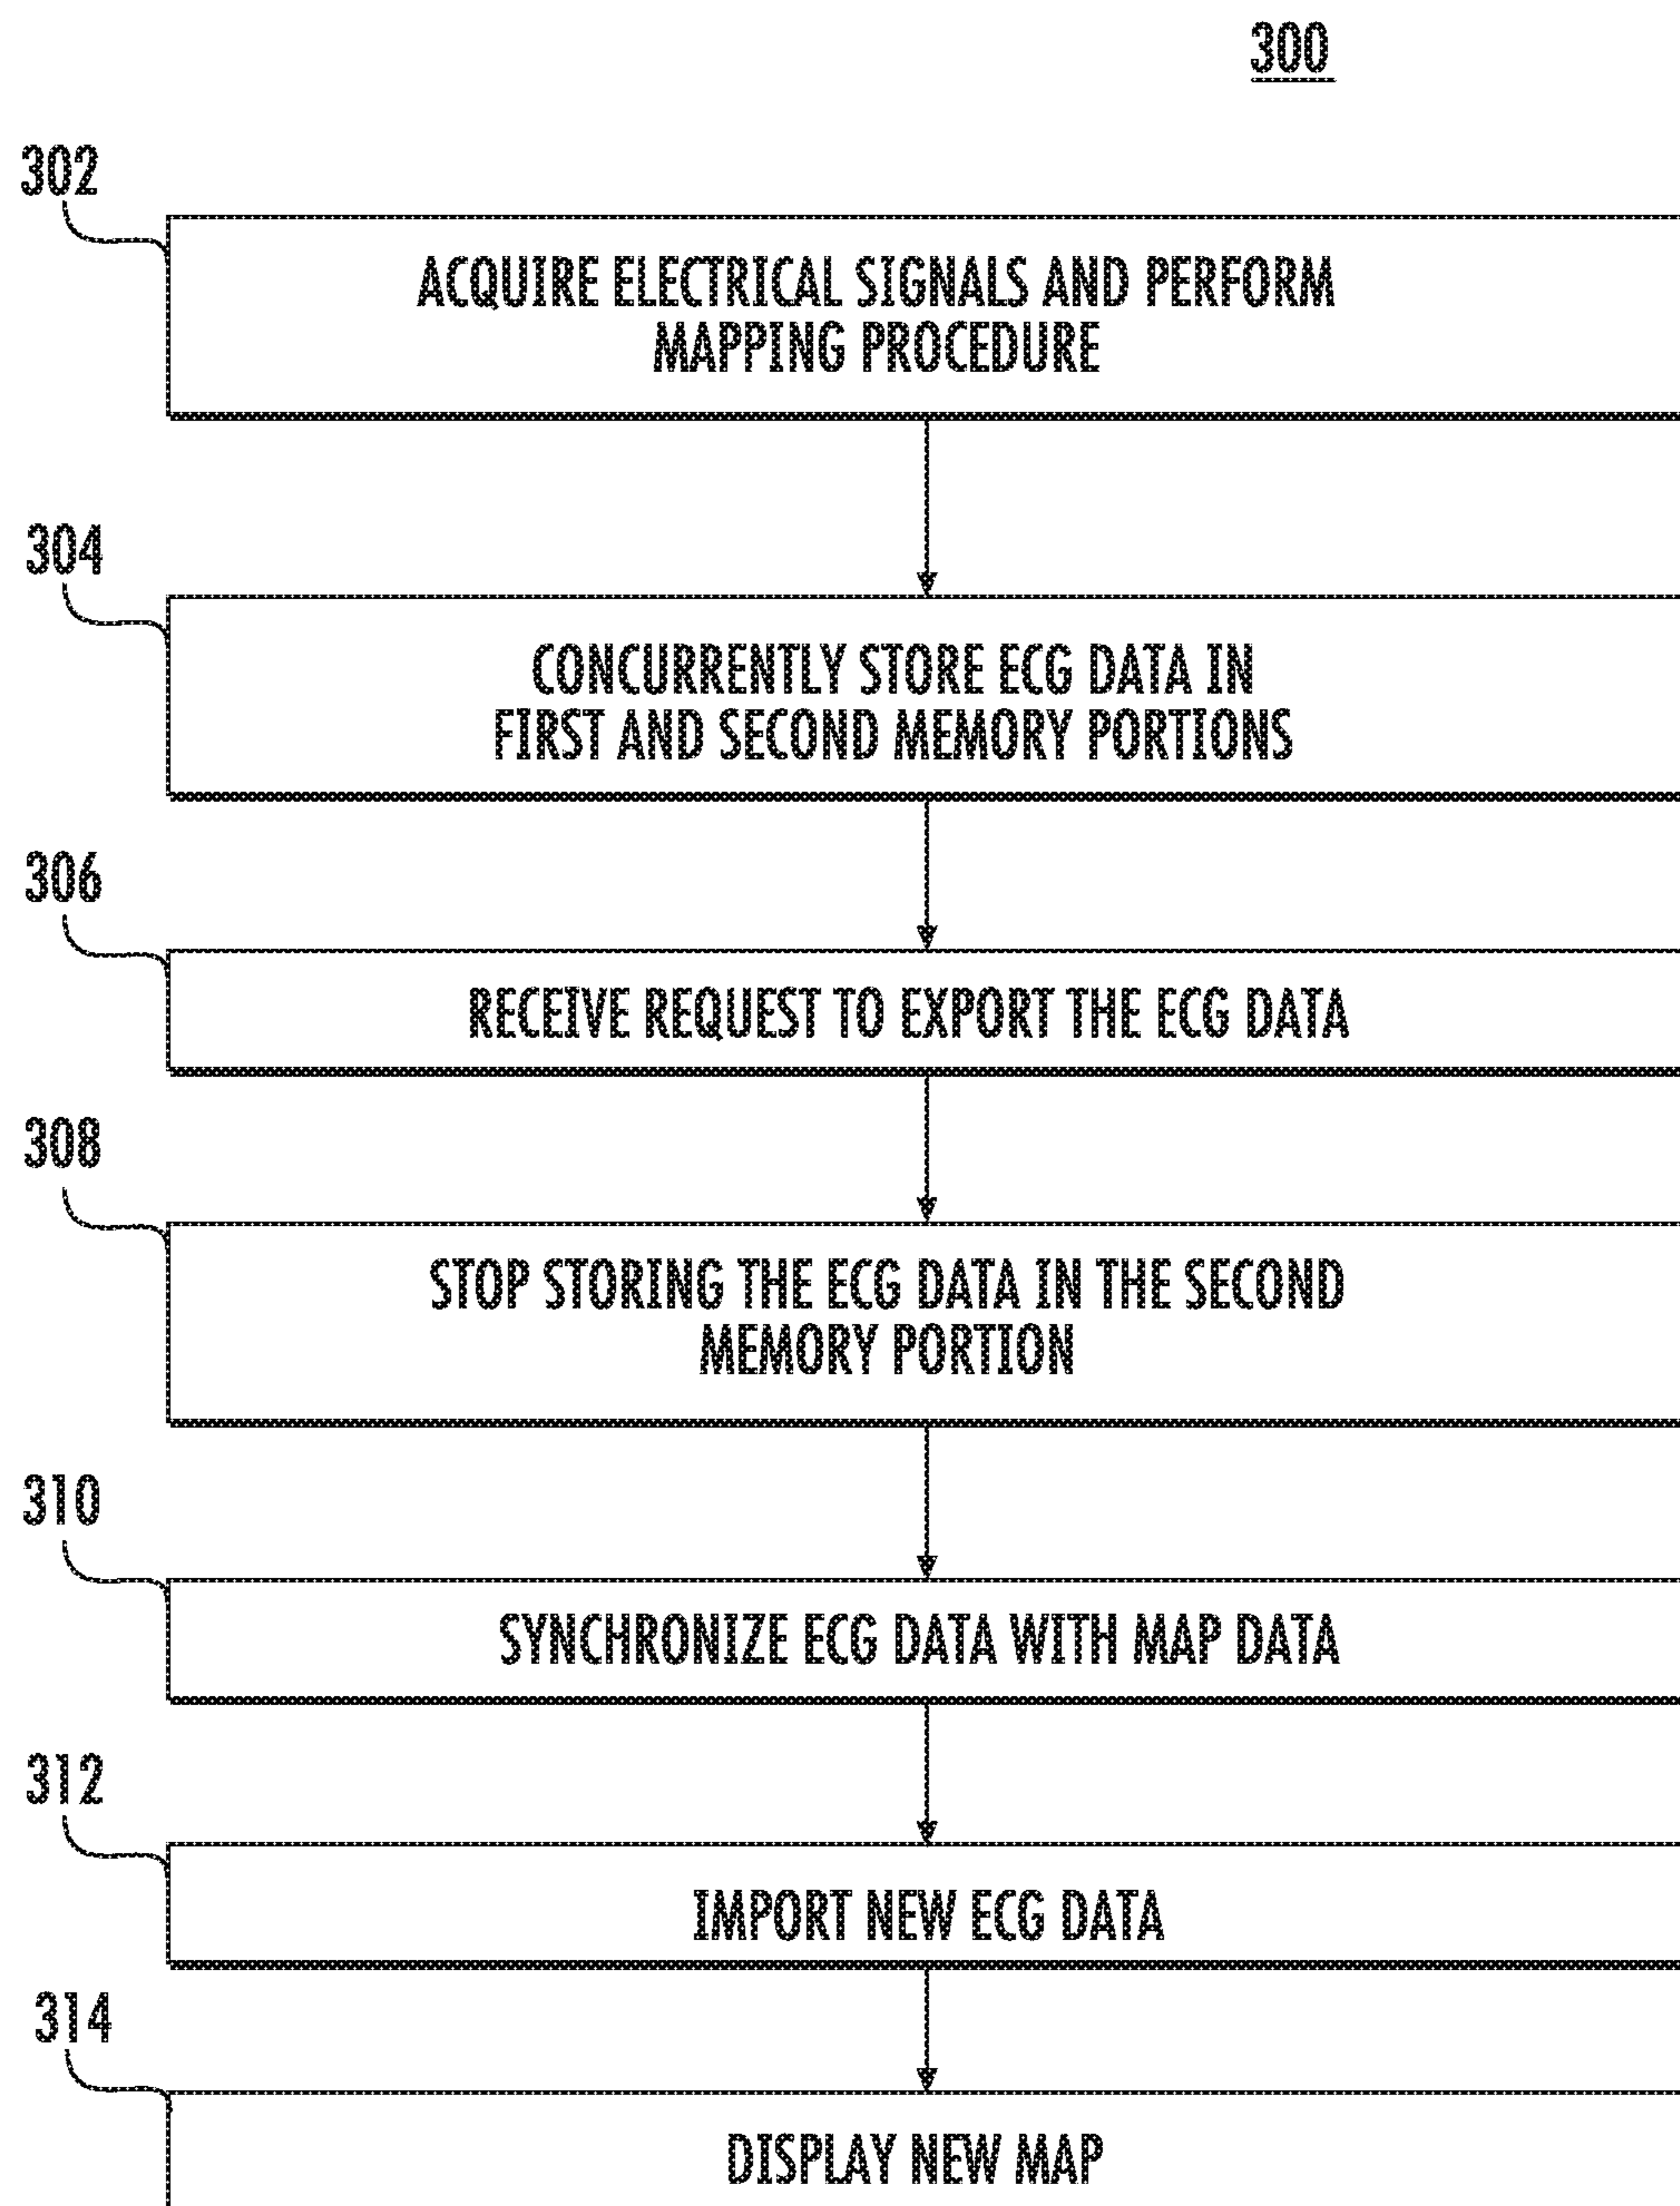 300
302
ACQUIRE ELECTRICAL SIGNALS AND PERFORM
MAPPING PROCEDURE
304
CONCURRENTLY STORE ECG DATA IN
FIRST AND SECOND MEMORY PORTIONS
306
RECEIVE REQUEST TO EXPORT THE ECG DATA
308
STOP STORING THE ECG DATA IN THE SECOND
MEMORY PORTION
310
SYNCHRONIZE ECG DATA WITH MAP DATA
312
IMPORT NEW ECG DATA
314
DISPLAY NEW MAP